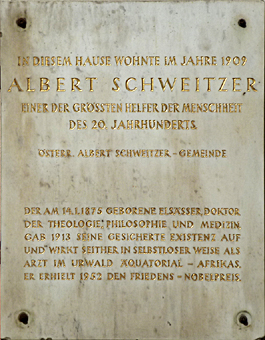 IN DIESEM HAUSE WOHNTE IM JAHRE 1909
ALBERT SCHWEITZER
EINER DER GRÖSSTEN HELFER DER MENSCHHEIT
DES 20. JAHRHUNDERTS.
ÖSTERR. ALBERT SCHWEITZER-GEMEINDE
DER AM 14.1.1875 GEBORENE ELSÄSSER, DOKTOR
DER THEOLOGIE, PHILOSOPHIE UND MEDIZIN
GAB 1913 SEINE GESICHERTE EXISTENZ AUF
UND WIRKT SEITHER IN SELBSTLOSER WEISE ALS
ARZT IM URWALD ÄQUATORIAL-AFRIKAS.
ER ERHIELT 1952 DEN FRIEDENS-NOBELPREIS.